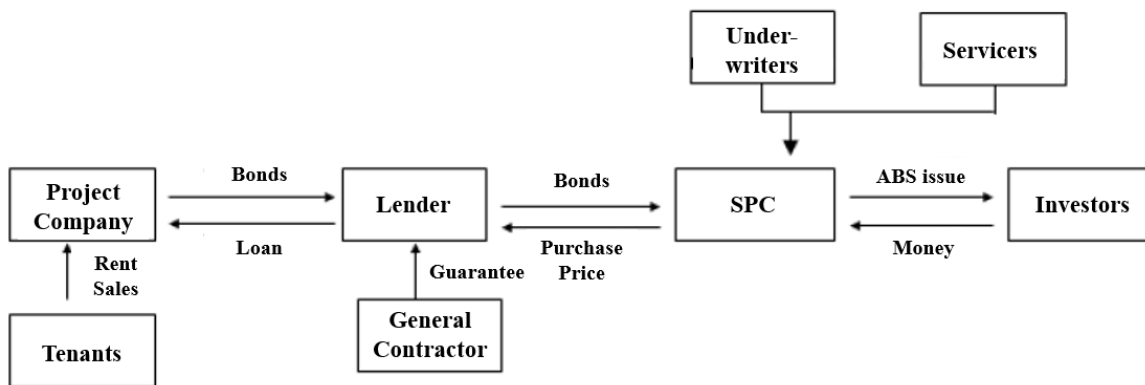 Under-
writers
Servicers
Project
Company
Bonds
Loan
Lender
Bonds
Purchase
Price
SPC
ABS issue
Money
Investors
Rent
Sales
Guarantee
Tenants
General
Contractor